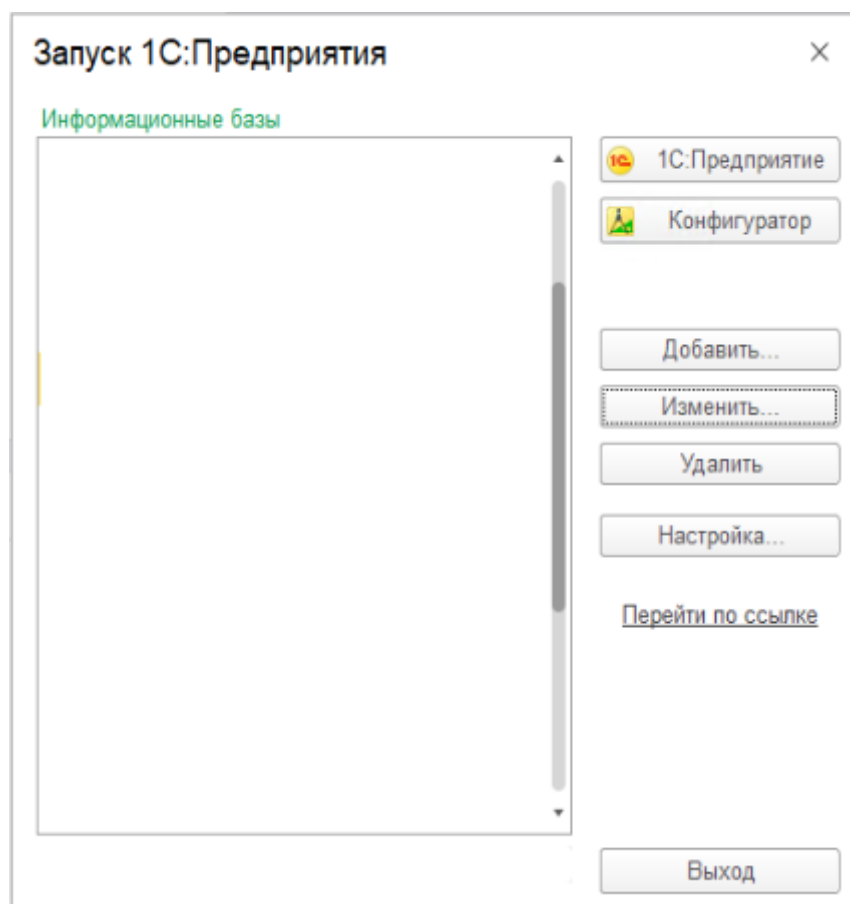 Запуск 1С:Предприятия
Информационные базы
1С:Предприятие
Конфигуратор
Добавить...
Изменить...
Удалить
Настройка...
Перейти по ссылке
Выход